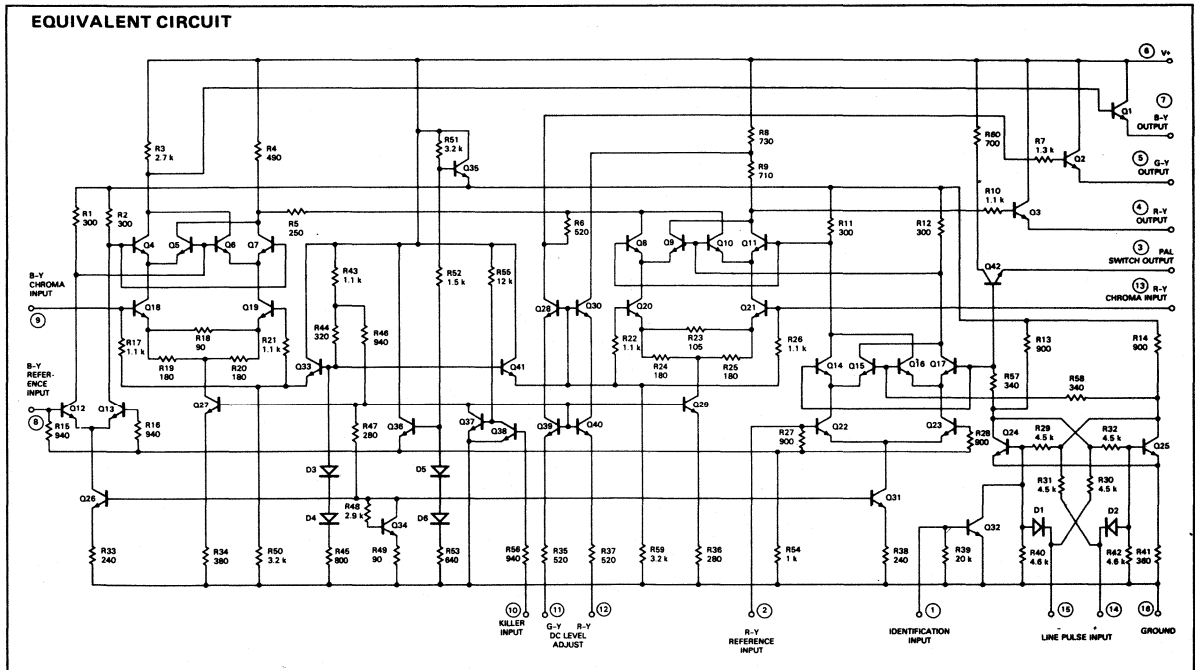 EQUIVALENT CIRCUIT
6 V+
7
B-Y
OUTPUT
5 G-Y
OUTPUT
4 R-Y
OUTPUT
3 PAL
SWITCH OUTPUT
13 R-Y
CHROMA INPUT
Q1
R3
2.7 k
R4
490
R51
3.2 k
Q35
R8
730
R9
710
R60
700
R7
1.3 k
Q2
R10
1.1 k
Q3
R1
300
R2
300
R5
250
R6
520
R11
300
R12
300
Q4
Q5
Q6
Q7
Q8
Q9
Q10
Q11
Q42
B-Y
CHROMA
INPUT
9
R43
1.1 k
R52
1.5 k
R55
12 k
Q18
Q19
R18
90
R17
1.1 k
R21
1.1 k
R19
180
R20
180
R44
320
R46
940
Q33
Q41
Q28
Q30
Q20
Q21
R22
1.1 k
R23
105
R24
180
R25
180
R26
1.1 k
Q14
Q15
Q16
Q17
R13
900
R14
900
R57
340
R58
340
B-Y
REFER-
ENCE
INPUT
8
Q12
Q13
R15
940
R16
940
Q27
R47
280
Q36
Q37
Q38
Q39
Q40
Q29
R27
900
Q22
Q23
R28
900
Q24
R29
4.5 k
R32
4.5 k
Q25
R31
4.5 k
R30
4.5 k
D3
D5
Q26
D4
R48
2.9 k
Q34
D6
Q31
Q32
D1
D2
R33
240
R34
380
R50
3.2 k
R45
800
R49
90
R53
640
R56
940
R35
520
R37
520
R59
3.2 k
R36
280
R54
1 k
R38
240
R39
20 k
R40
4.6 k
R42
4.6 k
R41
360
10
KILLER
INPUT
11 12
G-Y R-Y
DC LEVEL
ADJUST
2
R-Y
REFERENCE
INPUT
1
IDENTIFICATION
INPUT
15 14
- +
LINE PULSE INPUT
16
GROUND